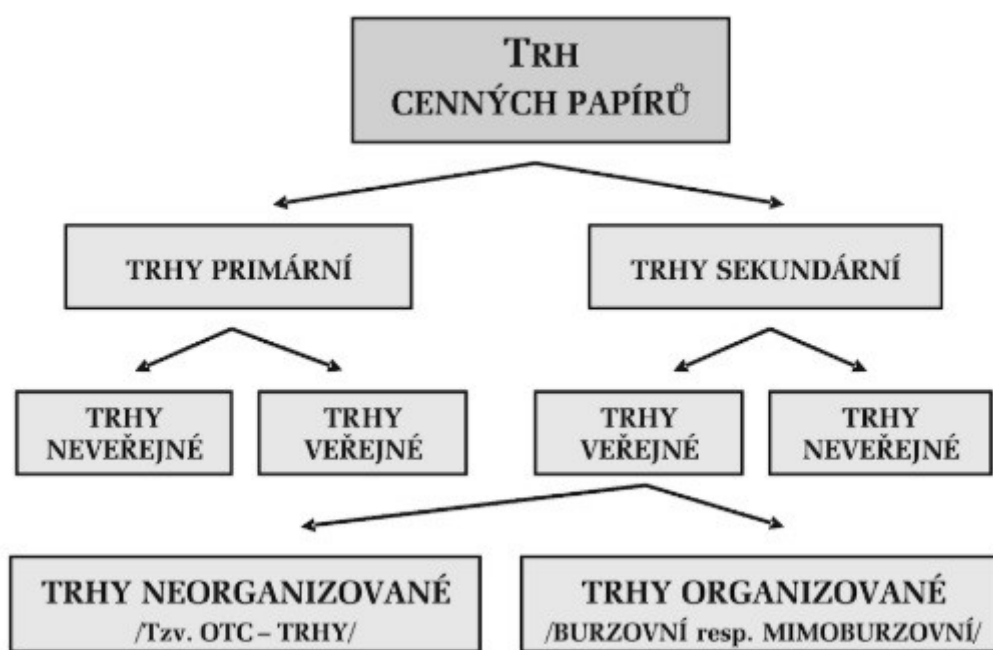 TRH
CENNÝCH PAPÍRŮ
TRHY PRIMÁRNÍ
TRHY SEKUNDÁRNÍ
TRHY
NEVEŘEJNÉ
TRHY
VEŘEJNÉ
TRHY
VEŘEJNÉ
TRHY
NEVEŘEJNÉ
TRHY NEORGANIZOVANÉ
/Tzv. OTC – TRHY/
TRHY ORGANIZOVANÉ
/BURZOVNÍ resp. MIMOBURZOVNÍ/